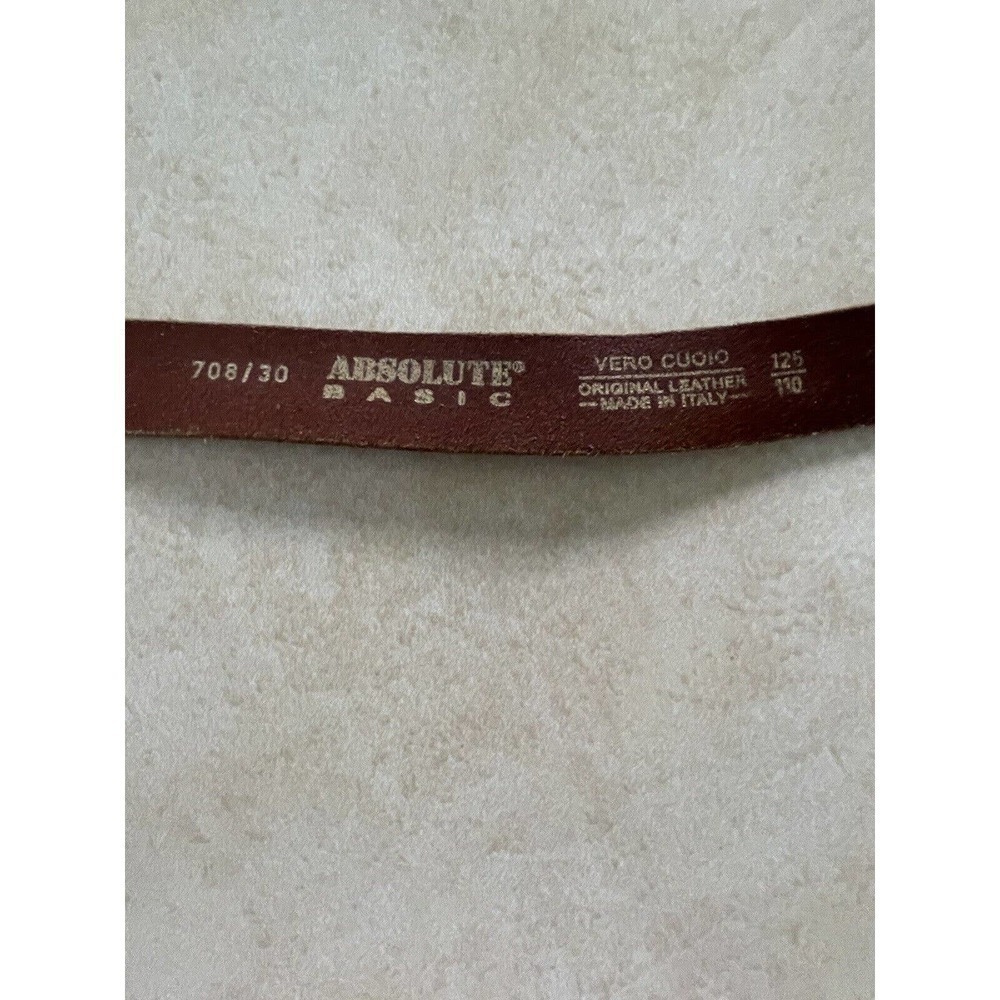 708/30
ABSOLUTE®
BASIC
VERO CUOIO
ORIGINAL LEATHER
MADE IN ITALY
125
110